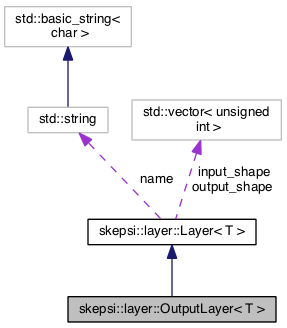 std::basic_string<
char >
std::string
std::vector< unsigned
int >
name
input_shape
output_shape
skepsi::layer::Layer< T >
skepsi::layer::OutputLayer< T >